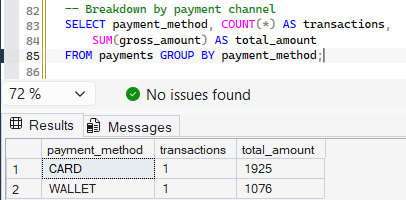 82 -- Breakdown by payment channel
83 SELECT payment_method, COUNT(*) AS transactions,
84 SUM(gross_amount) AS total_amount
85 FROM payments GROUP BY payment_method;
86
72 % No issues found
Results Messages
payment_method transactions total_amount
1 CARD 1 1925
2 WALLET 1 1076